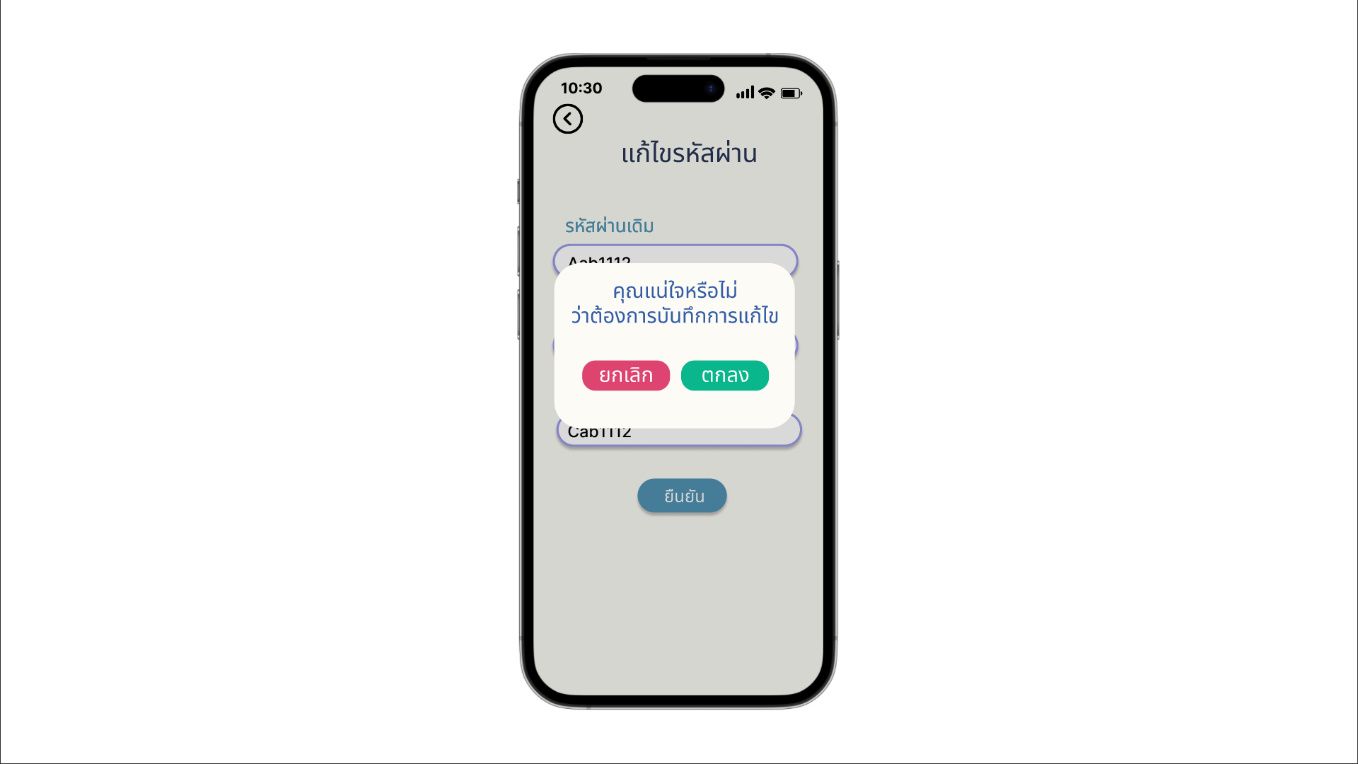 10:30
แก้ไขรหัสผ่าน
รหัสผ่านเดิม
Aab1112
คุณแน่ใจหรือไม่
ว่าต้องการบันทึกการแก้ไข
ยกเลิก ตกลง
Cab1112
ยืนยัน